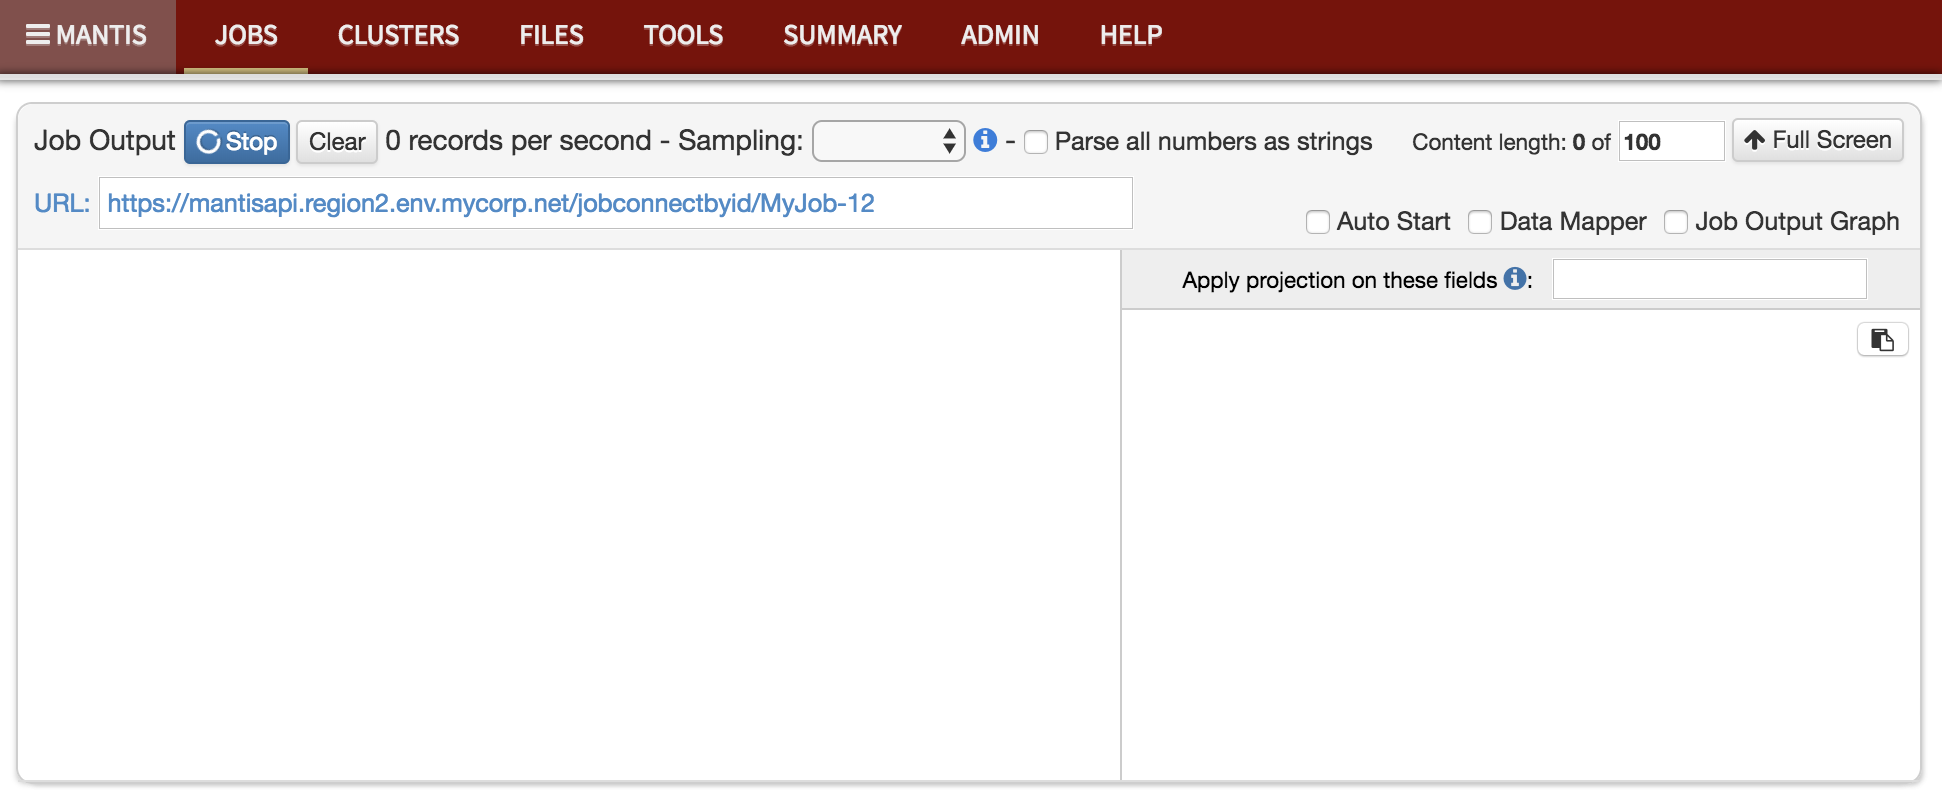 MANTIS JOBS CLUSTERS FILES TOOLS SUMMARY ADMIN HELP
Job Output Stop Clear 0 records per second - Sampling: - Parse all numbers as strings Content length: 0 of 100 Full Screen
URL: https://mantisapi.region2.env.mycorp.net/jobconnectbyid/MyJob-12
Auto Start Data Mapper Job Output Graph
Apply projection on these fields :